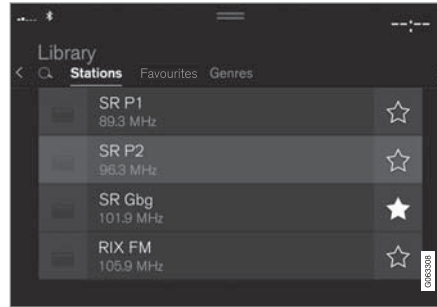 --:--
Library
Stations Favourites Genres
SR P1
89.3 MHz
SR P2
96.3 MHz
SR Gbg
101.9 MHz
RIX FM
105.9 MHz
G063308